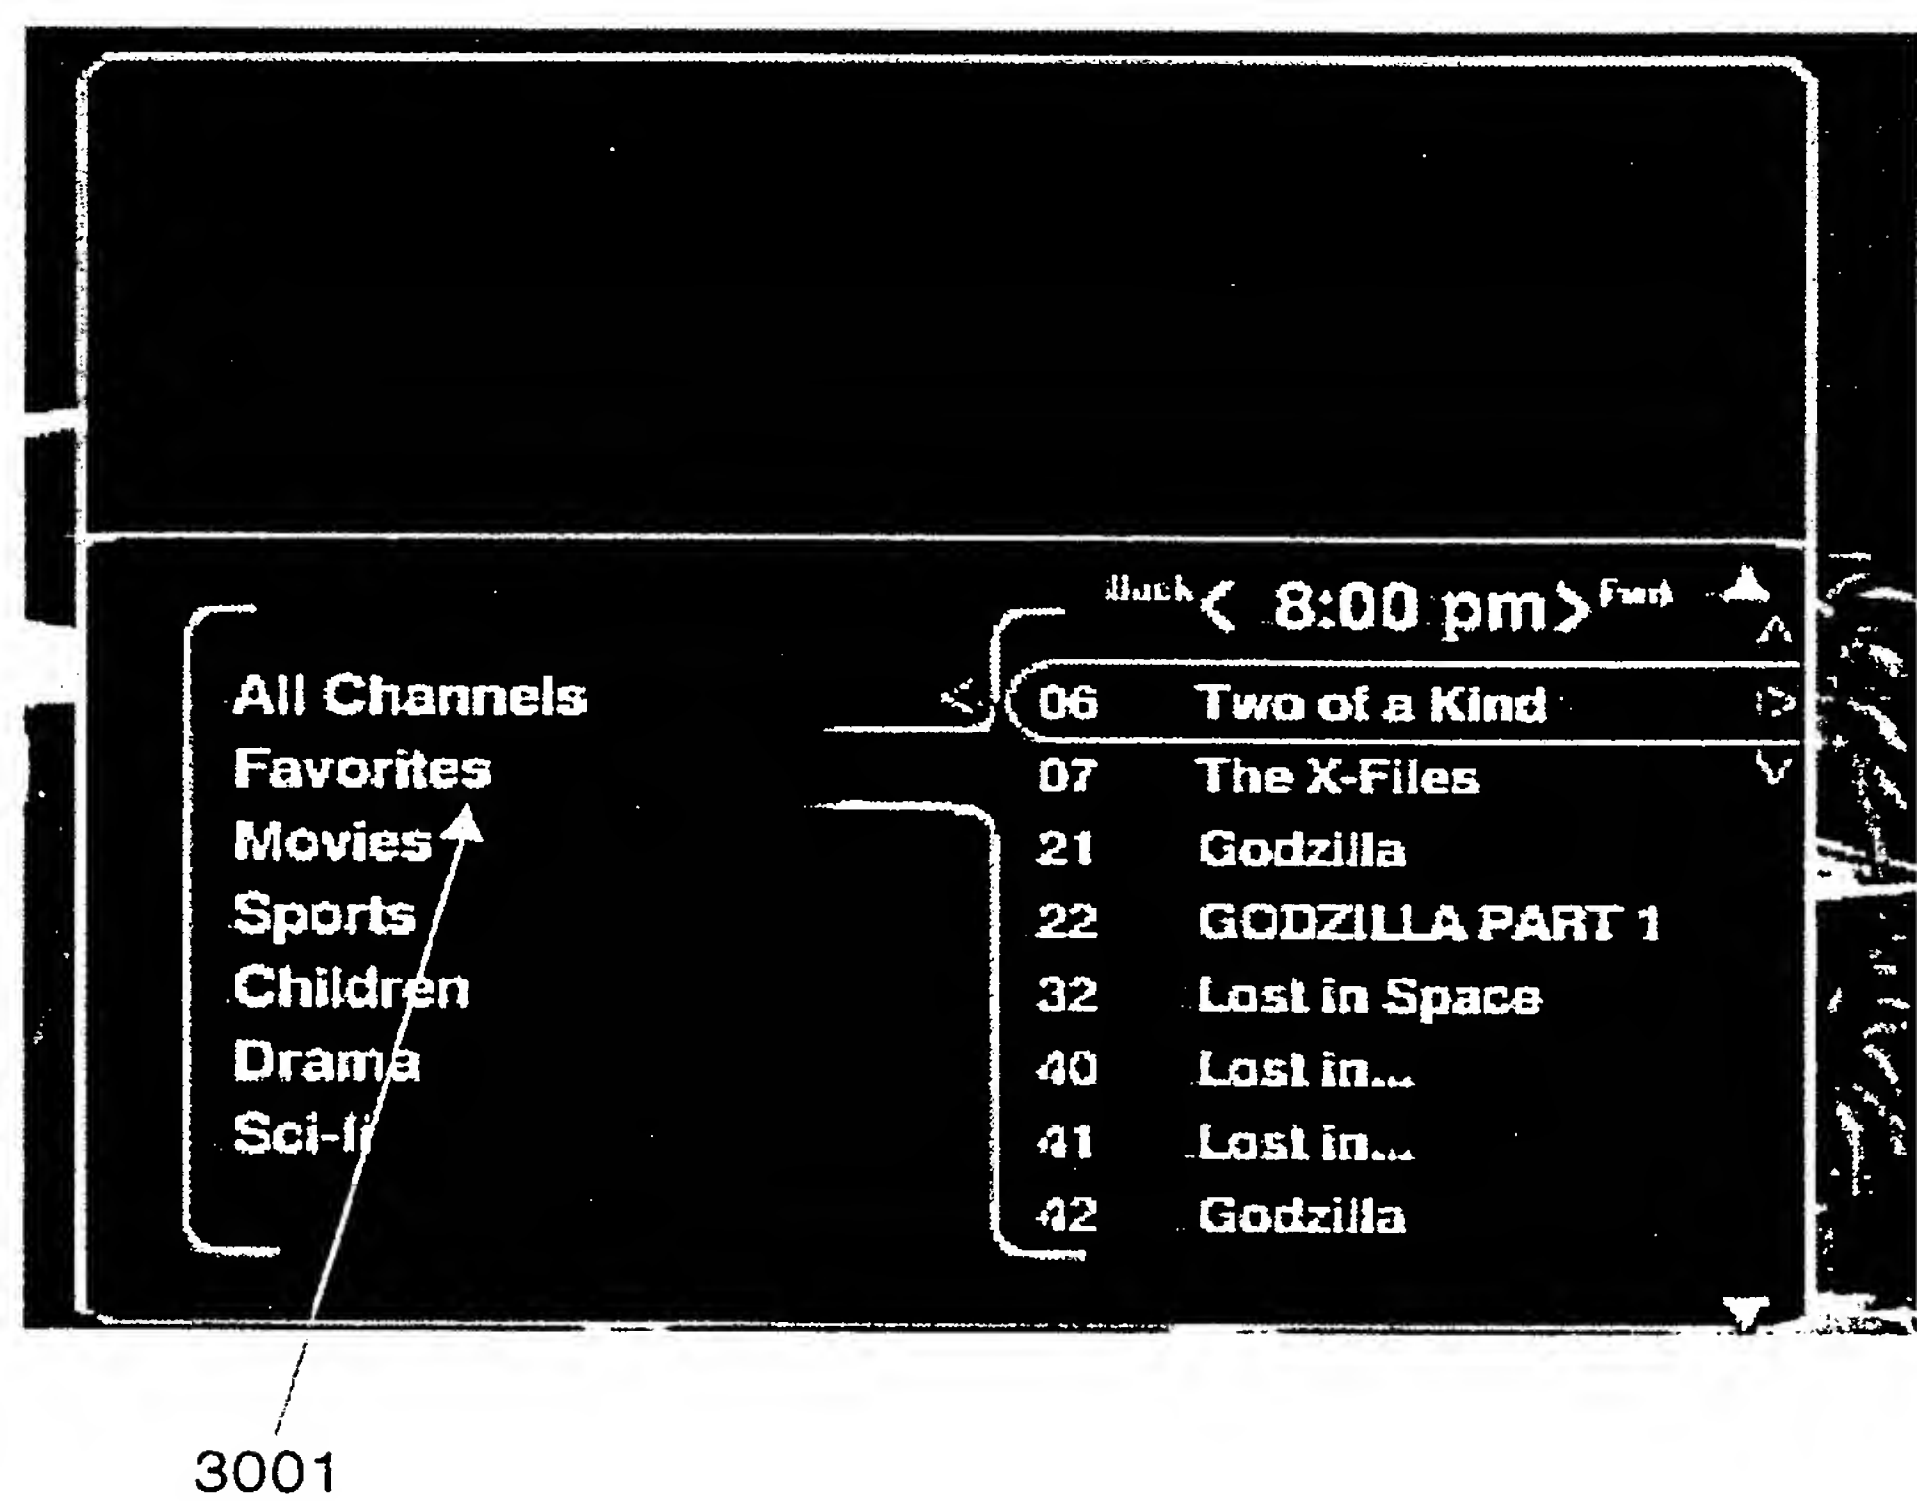 Back < 8:00 pm > Fwd
All Channels
Favorites
Movies
Sports
Children
Drama
Sci-fi
06 Two of a Kind
07 The X-Files
21 Godzilla
22 GODZILLA PART 1
32 Lost in Space
40 Lost in...
41 Lost in...
42 Godzilla
3001